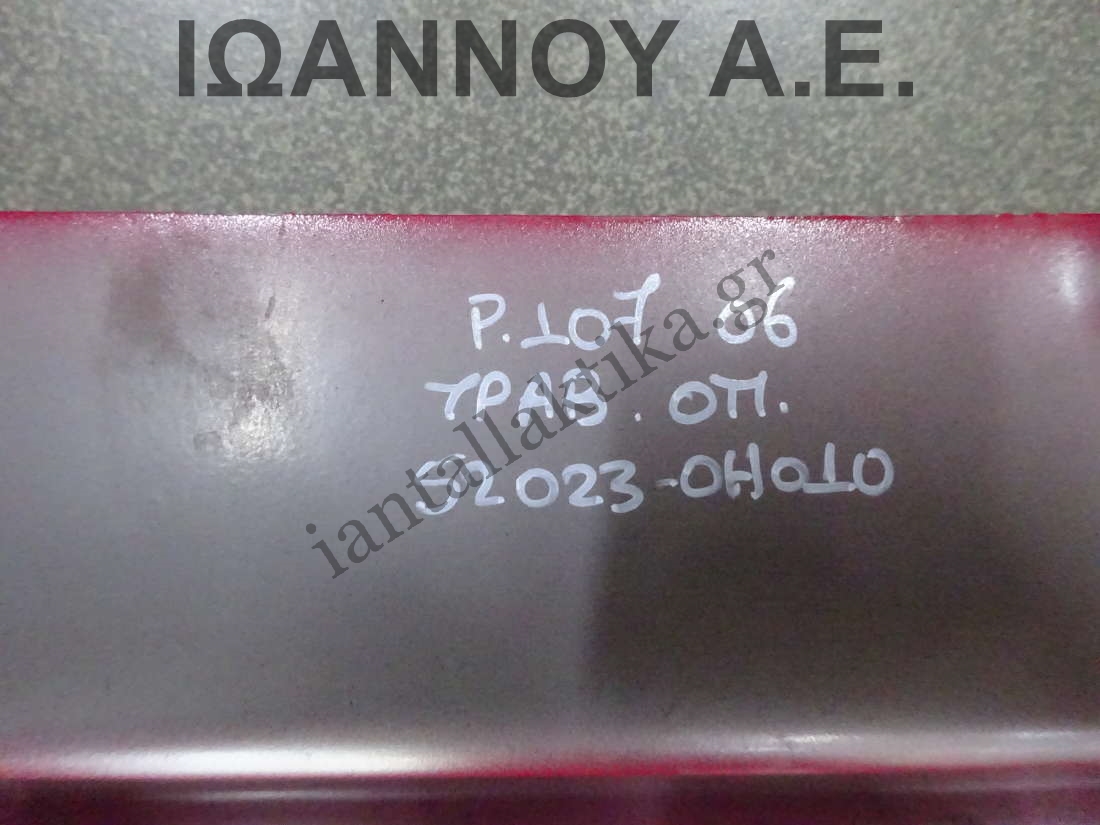 ΙΩΑΝΝΟΥ Α.Ε.
P.107 06
ΤΡΑΒ. ΟΠ.
52023-0H010
iantallaktika.gr